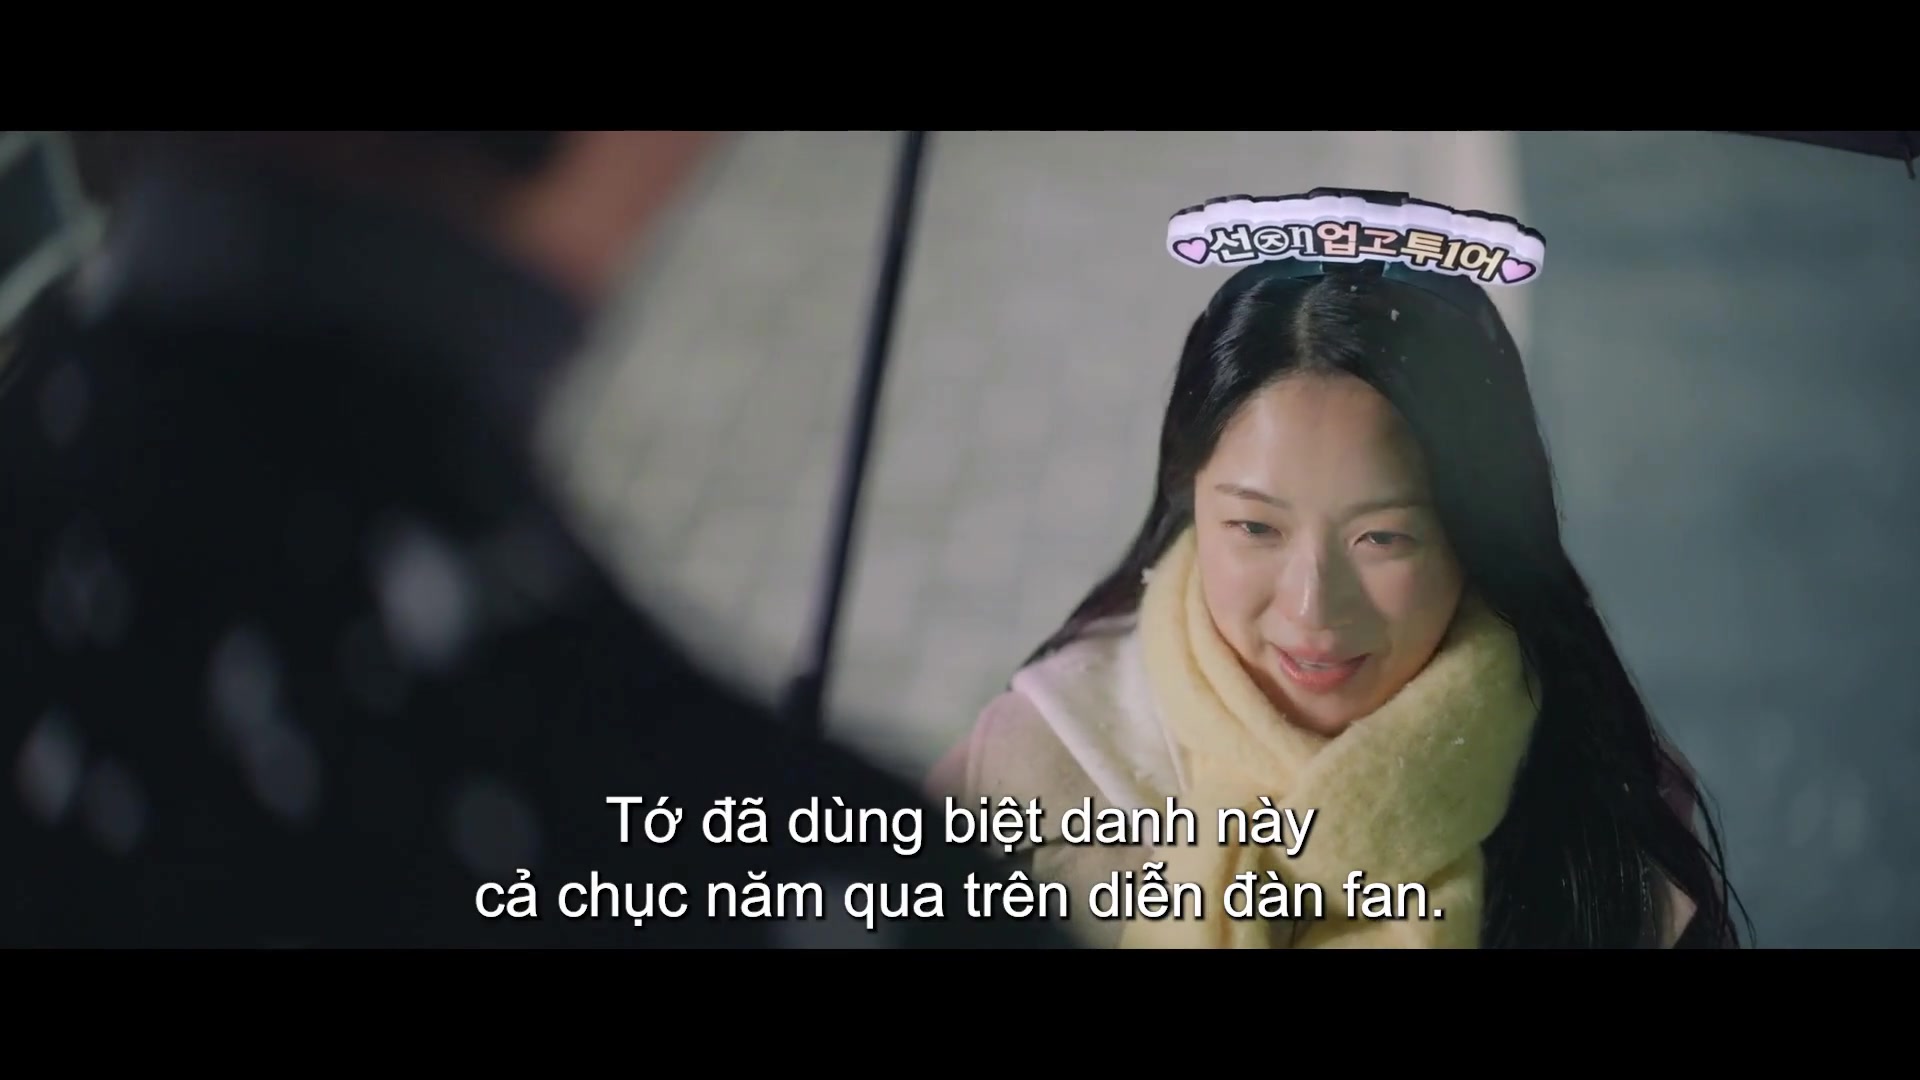 선ㅈㅐ업고튀1어
Tớ đã dùng biệt danh này
cả chục năm qua trên diễn đàn fan.